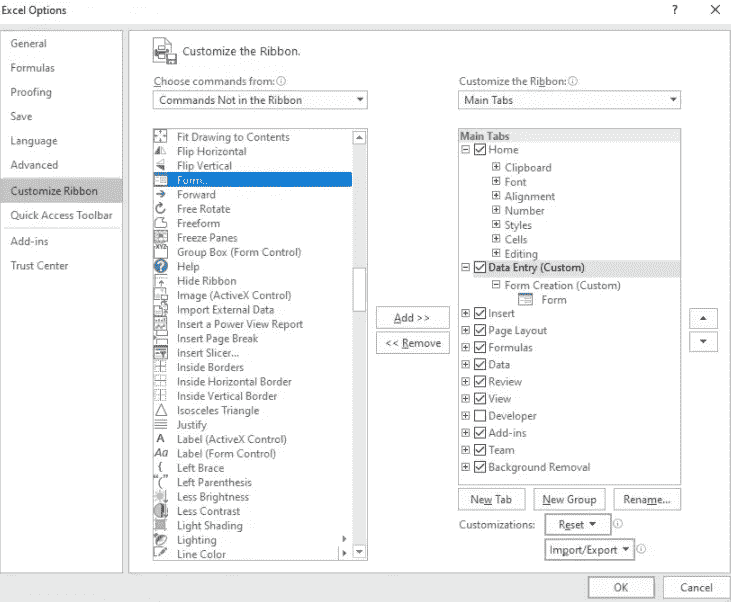 Excel Options
?
General
Formulas
Proofing
Save
Language
Advanced
Customize Ribbon
Quick Access Toolbar
Add-ins
Trust Center
Customize the Ribbon.
Choose commands from:
Commands Not in the Ribbon
Fit Drawing to Contents
Flip Horizontal
Flip Vertical
Form...
Forward
Free Rotate
Freeform
Freeze Panes
Group Box (Form Control)
Help
Hide Ribbon
Image (ActiveX Control)
Import External Data
Insert a Power View Report
Insert Page Break
Insert Slicer...
Inside Borders
Inside Horizontal Border
Inside Vertical Border
Isosceles Triangle
Justify
Label (ActiveX Control)
Label (Form Control)
Left Brace
Left Parenthesis
Less Brightness
Less Contrast
Light Shading
Lighting
Line Color
Add >>
<< Remove
Customize the Ribbon:
Main Tabs
Main Tabs
Home
Clipboard
Font
Alignment
Number
Styles
Cells
Editing
Data Entry (Custom)
Form Creation (Custom)
Form
Insert
Page Layout
Formulas
Data
Review
View
Developer
Add-ins
Team
Background Removal
New Tab
New Group
Rename...
Customizations:
Reset
Import/Export
OK
Cancel